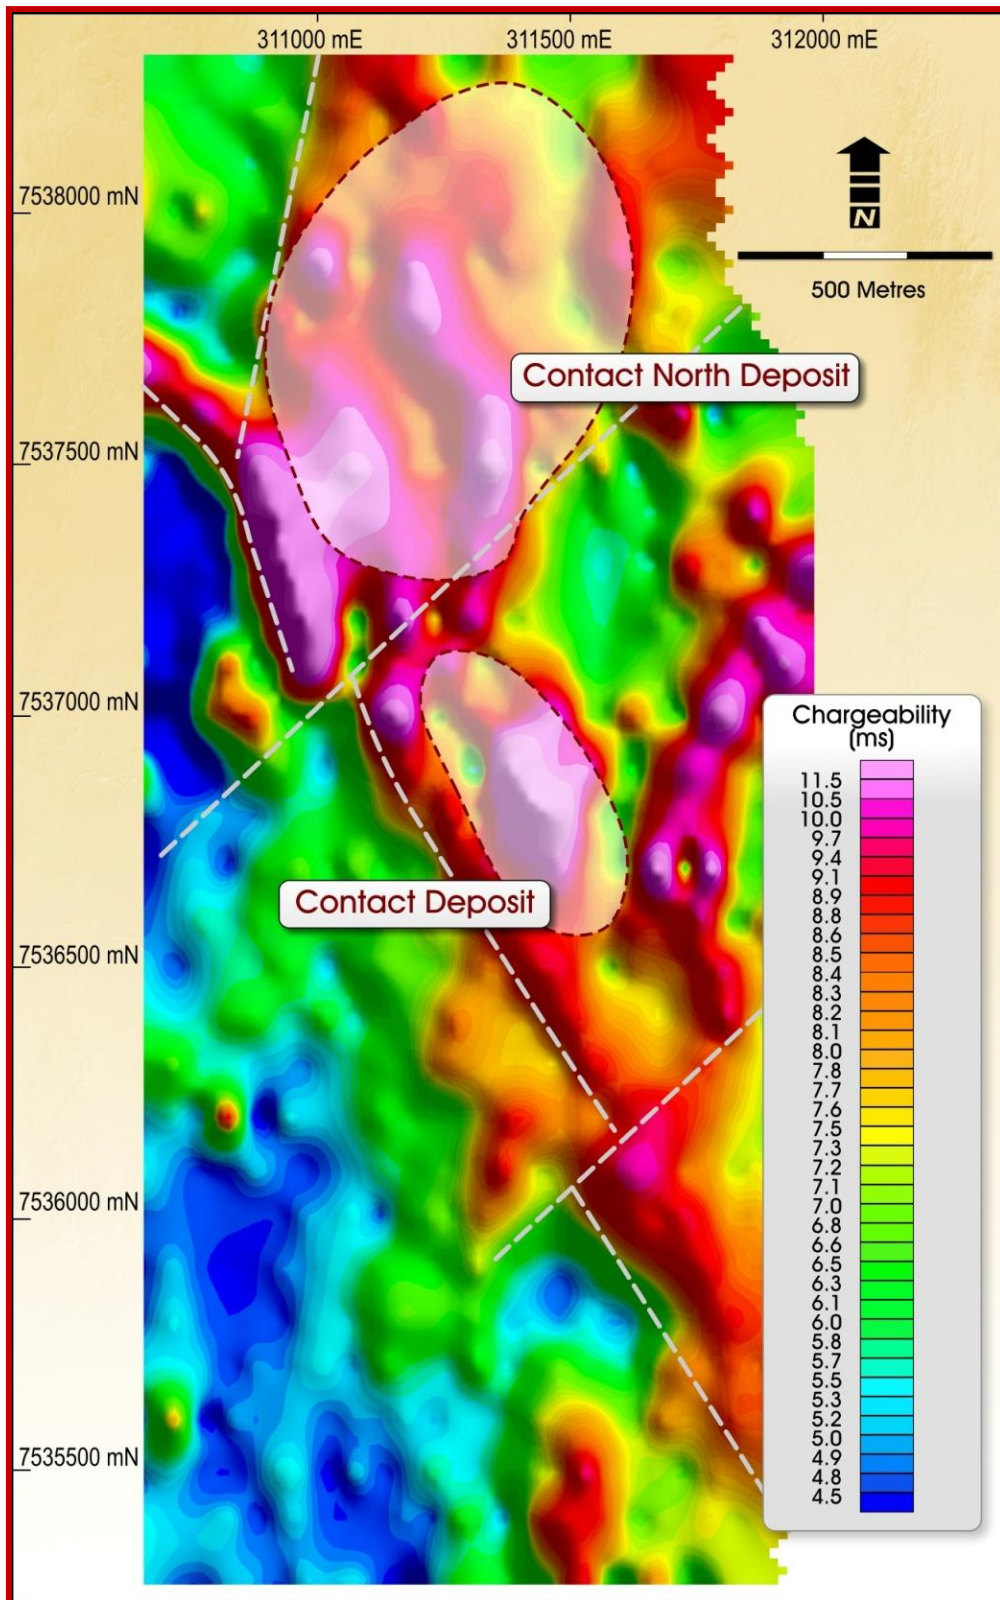 311000 mE
311500 mE
312000 mE
7538000 mN
N
500 Metres
Contact North Deposit
7537500 mN
7537000 mN
Chargeability
(ms)
11.5
10.5
10.0
9.7
9.4
9.1
8.9
8.8
8.6
8.5
8.4
8.3
8.2
8.1
8.0
7.8
7.7
7.6
7.5
7.3
7.2
7.1
7.0
6.8
6.6
6.5
6.3
6.1
6.0
5.8
5.7
5.5
5.3
5.2
5.0
4.9
4.8
4.5
Contact Deposit
7536500 mN
7536000 mN
7535500 mN